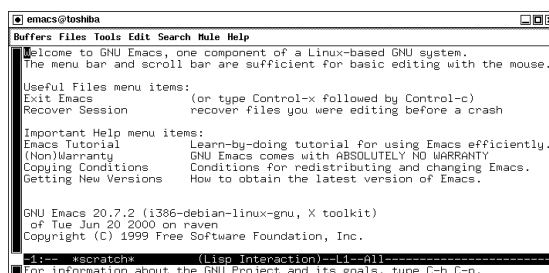 emacs@toshiba
Buffers Files Tools Edit Search Mule Help
Welcome to GNU Emacs, one component of a Linux-based GNU system.
The menu bar and scroll bar are sufficient for basic editing with the mouse.
Useful Files menu items:
Exit Emacs (or type Control-x followed by Control-c)
Recover Session recover files you were editing before a crash
Important Help menu items:
Emacs Tutorial Learn-by-doing tutorial for using Emacs efficiently.
(Non)Warranty GNU Emacs comes with ABSOLUTELY NO WARRANTY
Copying Conditions Conditions for redistributing and changing Emacs.
Getting New Versions How to obtain the latest version of Emacs.
GNU Emacs 20.7.2 (i386-debian-linux-gnu, X toolkit)
of Tue Jun 20 2000 on raven
Copyright (C) 1999 Free Software Foundation, Inc.
-1:-- *scratch* (Lisp Interaction)--L1--All-----------------------
For information about the GNU Project and its goals, type C-h C-p.